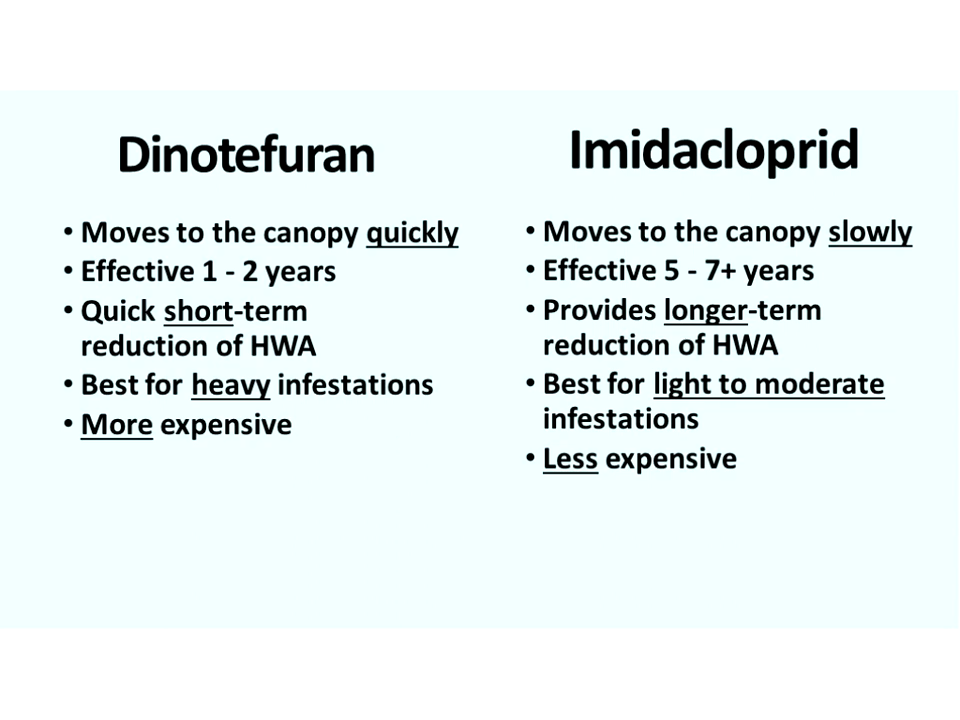 Dinotefuran
• Moves to the canopy quickly
• Effective 1 - 2 years
• Quick short-term
reduction of HWA
• Best for heavy infestations
• More expensive
Imidacloprid
• Moves to the canopy slowly
• Effective 5 - 7+ years
• Provides longer-term
reduction of HWA
• Best for light to moderate
infestations
• Less expensive